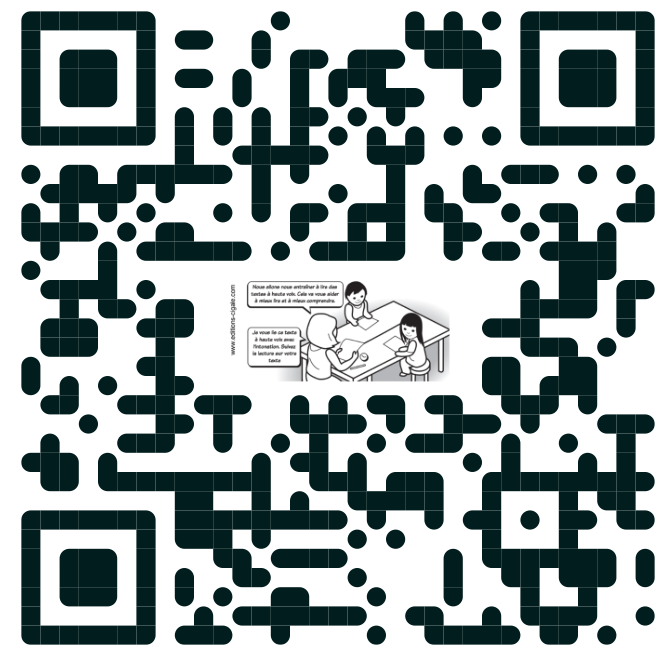 Nous allons nous entraîner à lire des
textes à haute voix. Cela va vous aider
à mieux lire et à mieux comprendre.
www.editions-cigale.com
Je vous lis ce texte
à haute voix avec
l'intonation. Suivez
la lecture sur votre
texte